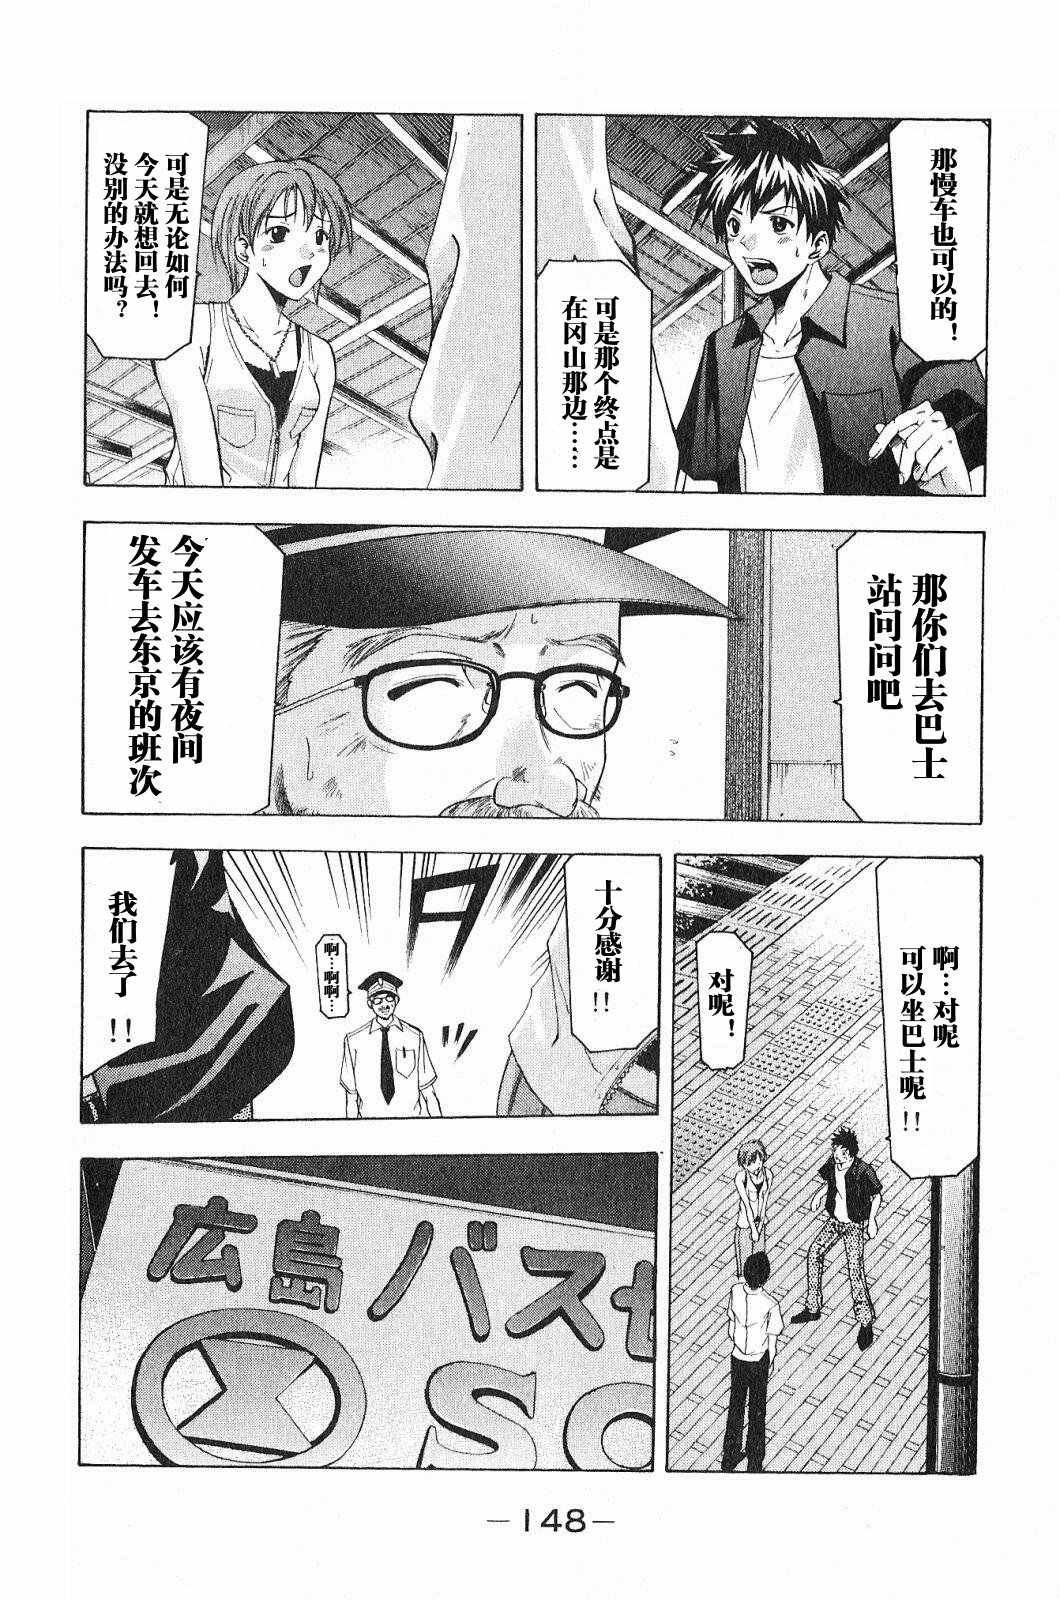 那慢车也可以的！
可是那个终点是
在冈山那边……
可是无论如何
今天就想回去！
没别的办法吗？
那你们去巴士
站问问吧
今天应该有夜间
发车去东京的班次
啊…对呢
可以坐巴士呢！！
对呢！
十分感谢！！
啊…啊啊…
我们去了！！
広島バスセ
SO
—148—